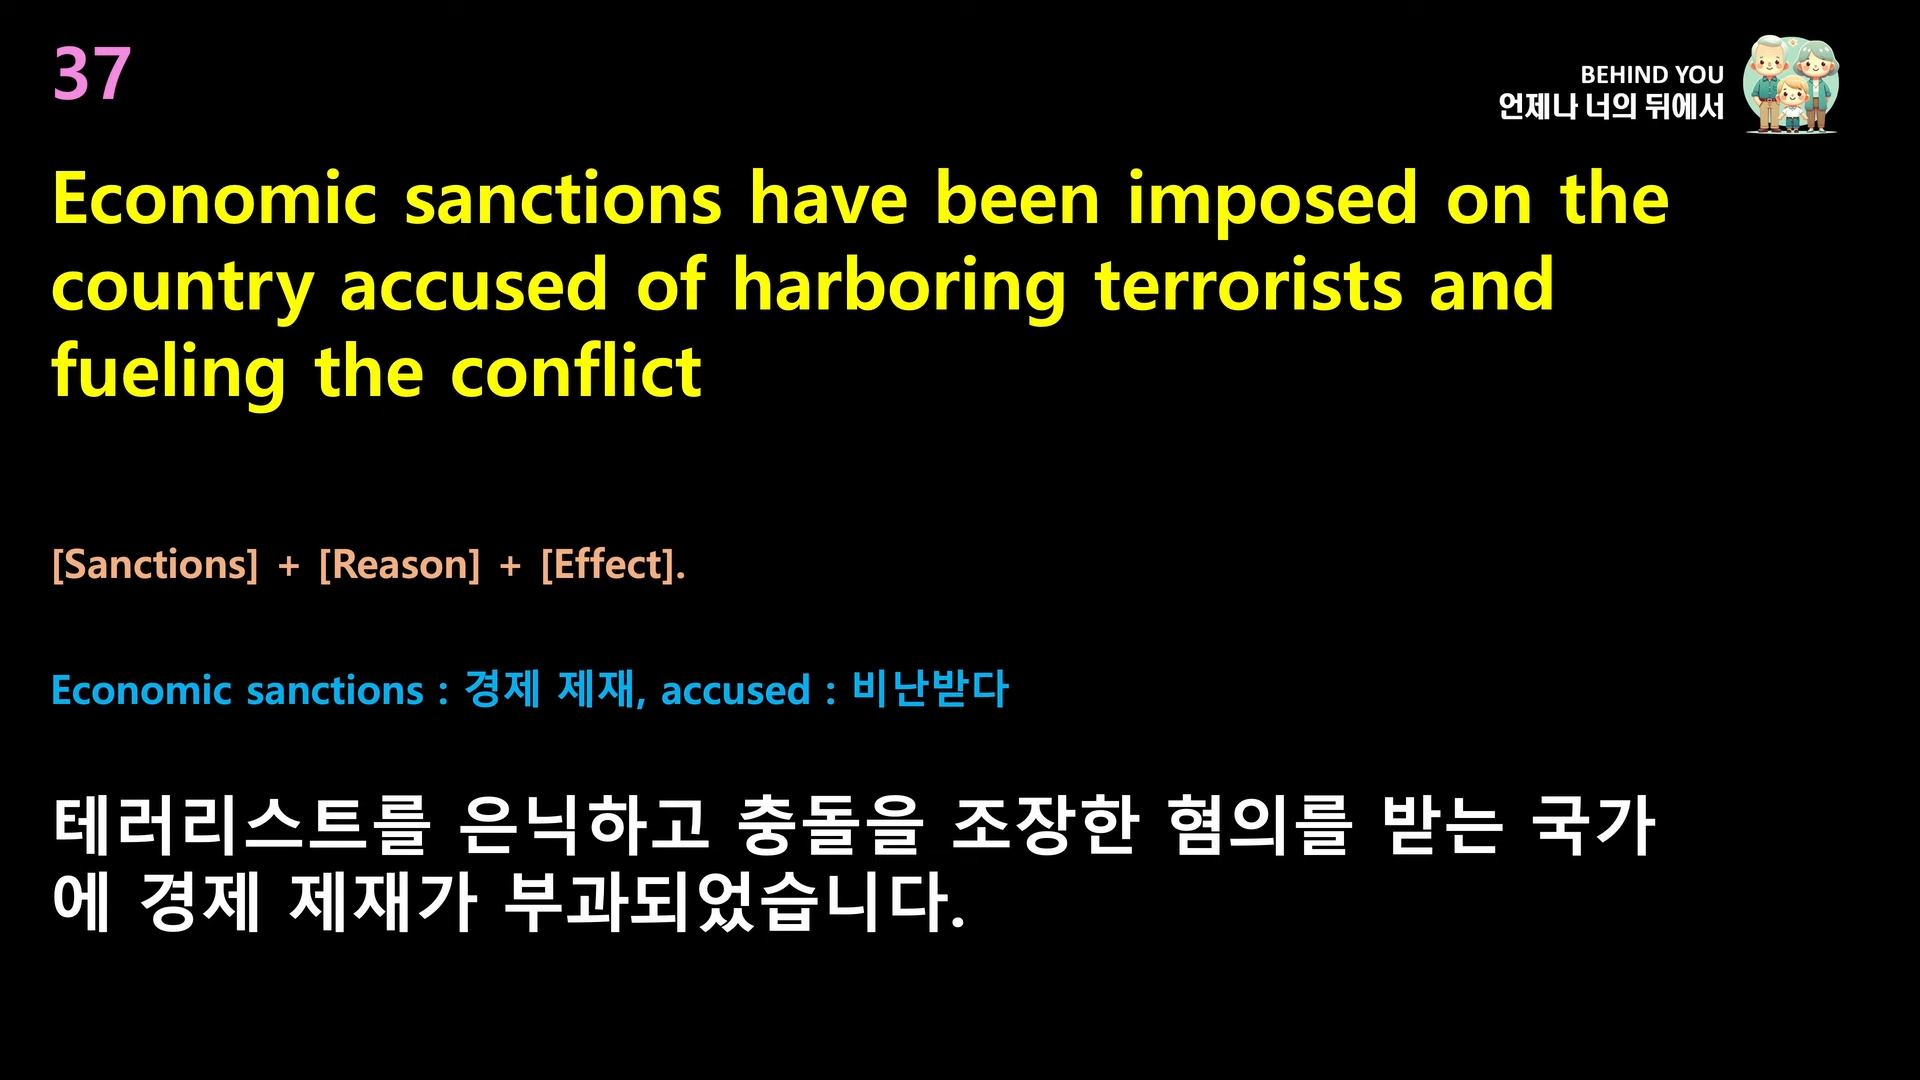 37
BEHIND YOU
언제나 너의 뒤에서
Economic sanctions have been imposed on the
country accused of harboring terrorists and
fueling the conflict
[Sanctions] + [Reason] + [Effect].
Economic sanctions : 경제 제재, accused : 비난받다
테러리스트를 은닉하고 충돌을 조장한 혐의를 받는 국가
에 경제 제재가 부과되었습니다.